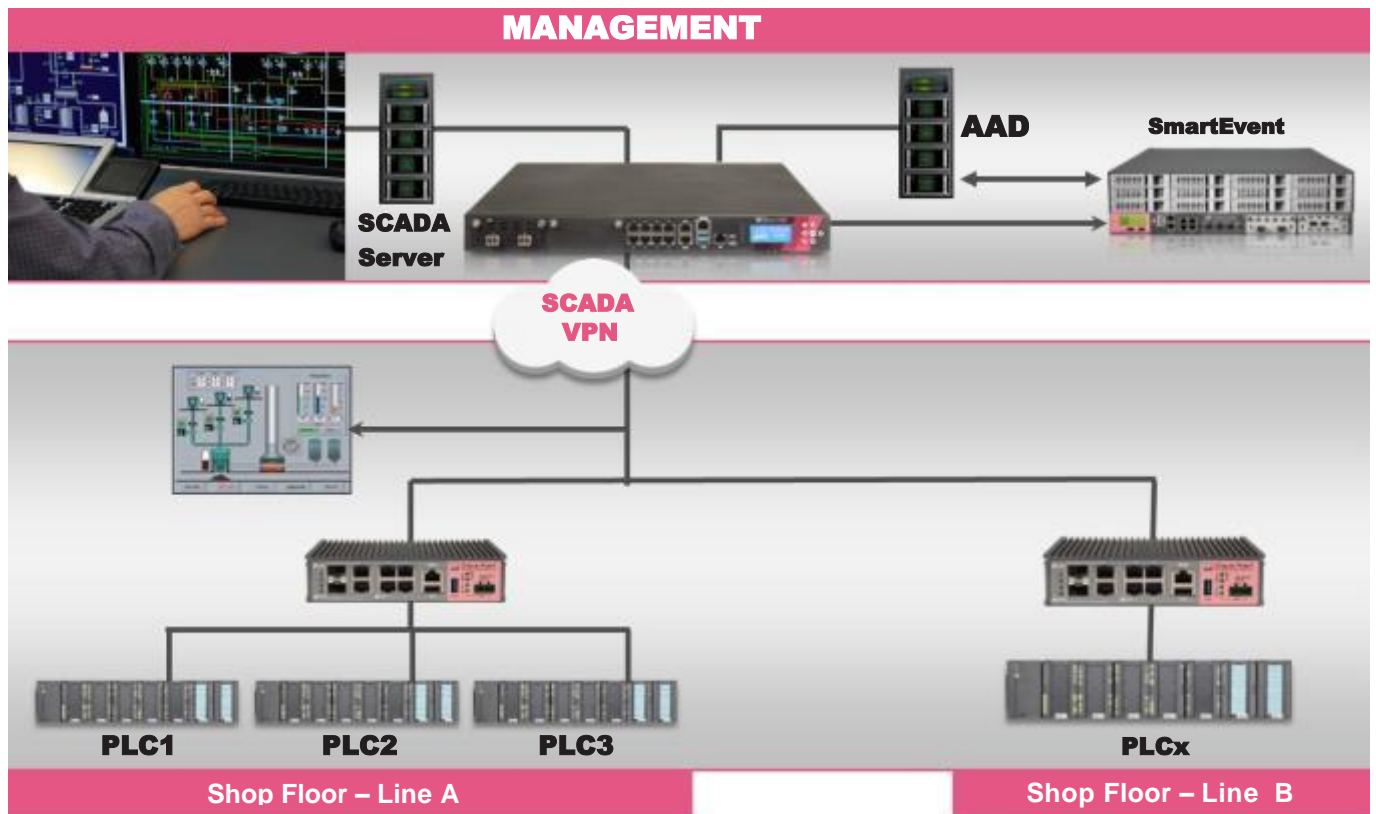 MANAGEMENT
AAD
SmartEvent
SCADA
Server
SCADA
VPN
PLC1
PLC2
PLC3
PLCx
Shop Floor – Line A
Shop Floor – Line B